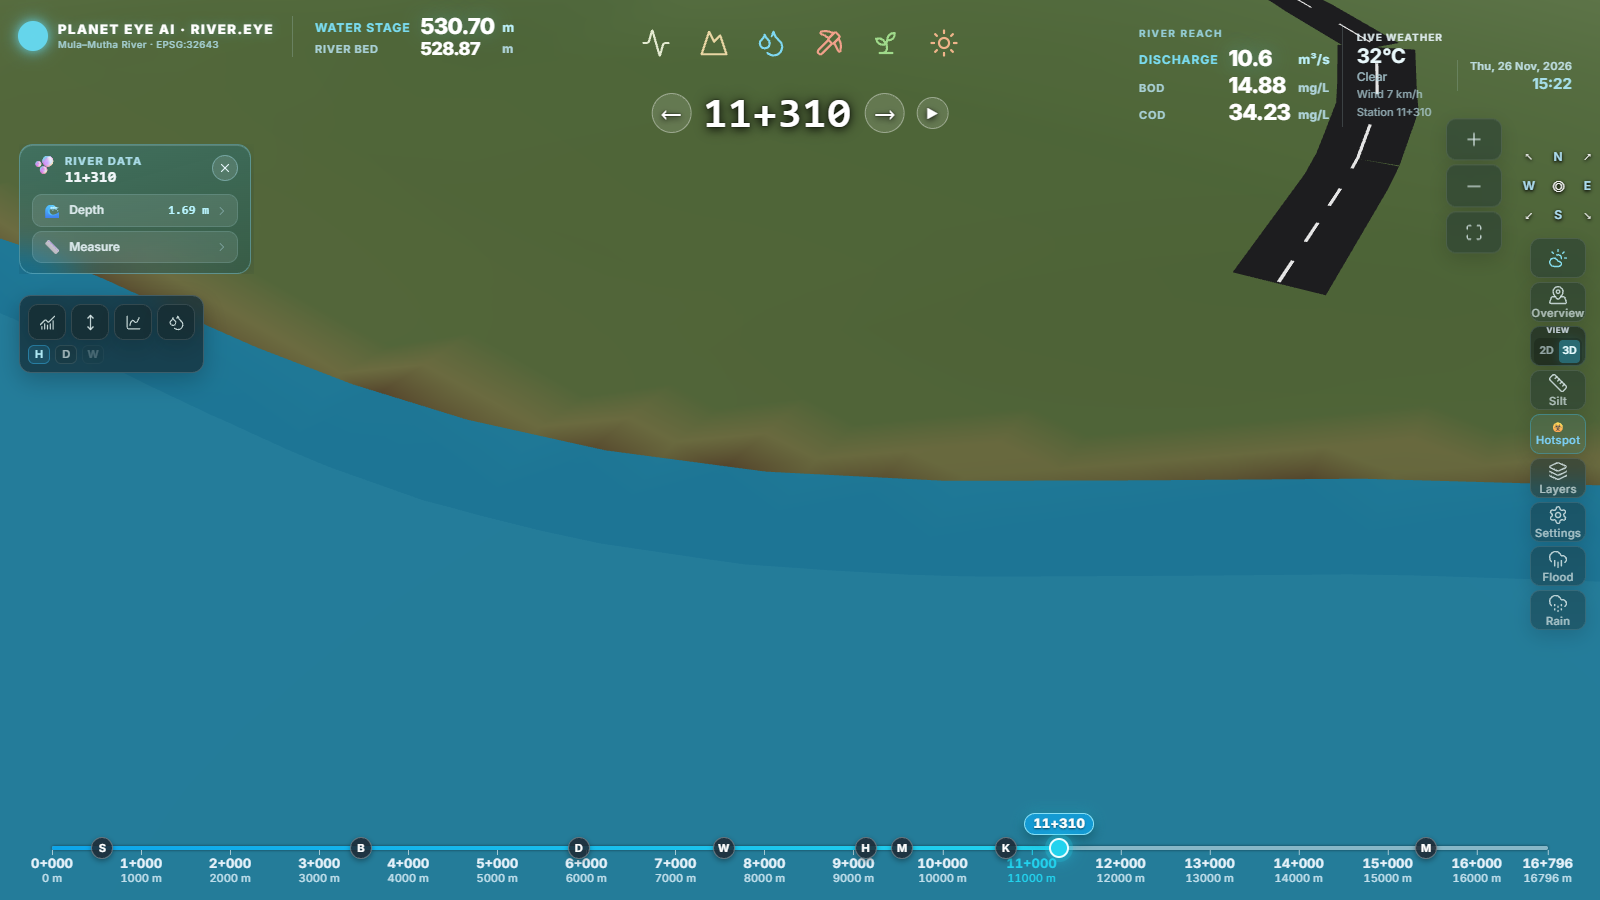 PLANET EYE AI · RIVER.EYE
Mula–Mutha River · EPSG:32643
WATER STAGE 530.70 m
RIVER BED 528.87 m
RIVER REACH
DISCHARGE 10.6 m³/s
BOD 14.88 mg/L
COD 34.23 mg/L
LIVE WEATHER
32°C
Clear
Wind 7 km/h
Station 11+310
Thu, 26 Nov, 2026
15:22
← 11+310 →
RIVER DATA
11+310
Depth 1.69 m
Measure
H D W
+
−
N
W E
S
Overview
VIEW
2D 3D
Silt
Hotspot
Layers
Settings
Flood
Rain
11+310
S B D W H M K M
0+000 1+000 2+000 3+000 4+000 5+000 6+000 7+000 8+000 9+000 10+000 11+000 12+000 13+000 14+000 15+000 16+000 16+796
0 m 1000 m 2000 m 3000 m 4000 m 5000 m 6000 m 7000 m 8000 m 9000 m 10000 m 11000 m 12000 m 13000 m 14000 m 15000 m 16000 m 16796 m